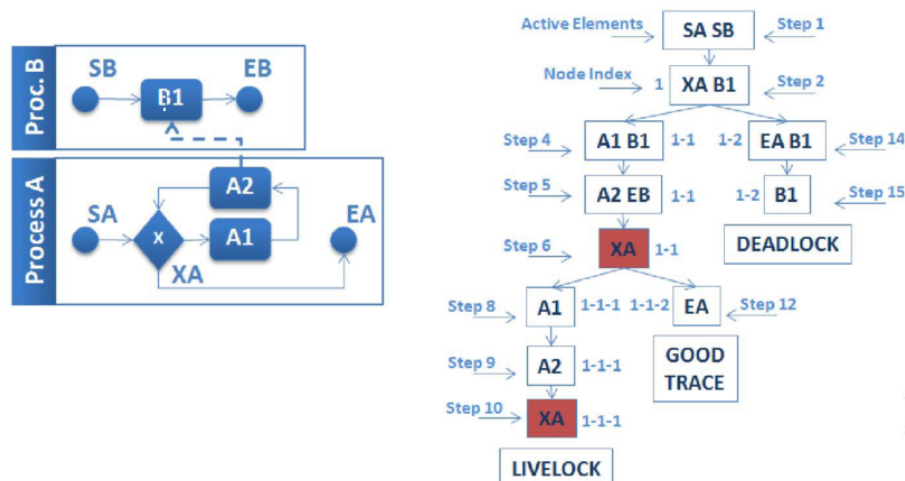 Proc. B
SB
B1
EB
Process A
SA
X
XA
A2
A1
EA
Active Elements
SA SB
Step 1
Node Index
1
XA B1
Step 2
Step 4
A1 B1
1-1
1-2
EA B1
Step 14
Step 5
A2 EB
1-1
1-2
B1
Step 15
Step 6
XA
1-1
DEADLOCK
Step 8
A1
1-1-1
1-1-2
EA
Step 12
Step 9
A2
1-1-1
GOOD
TRACE
Step 10
XA
1-1-1
LIVELOCK